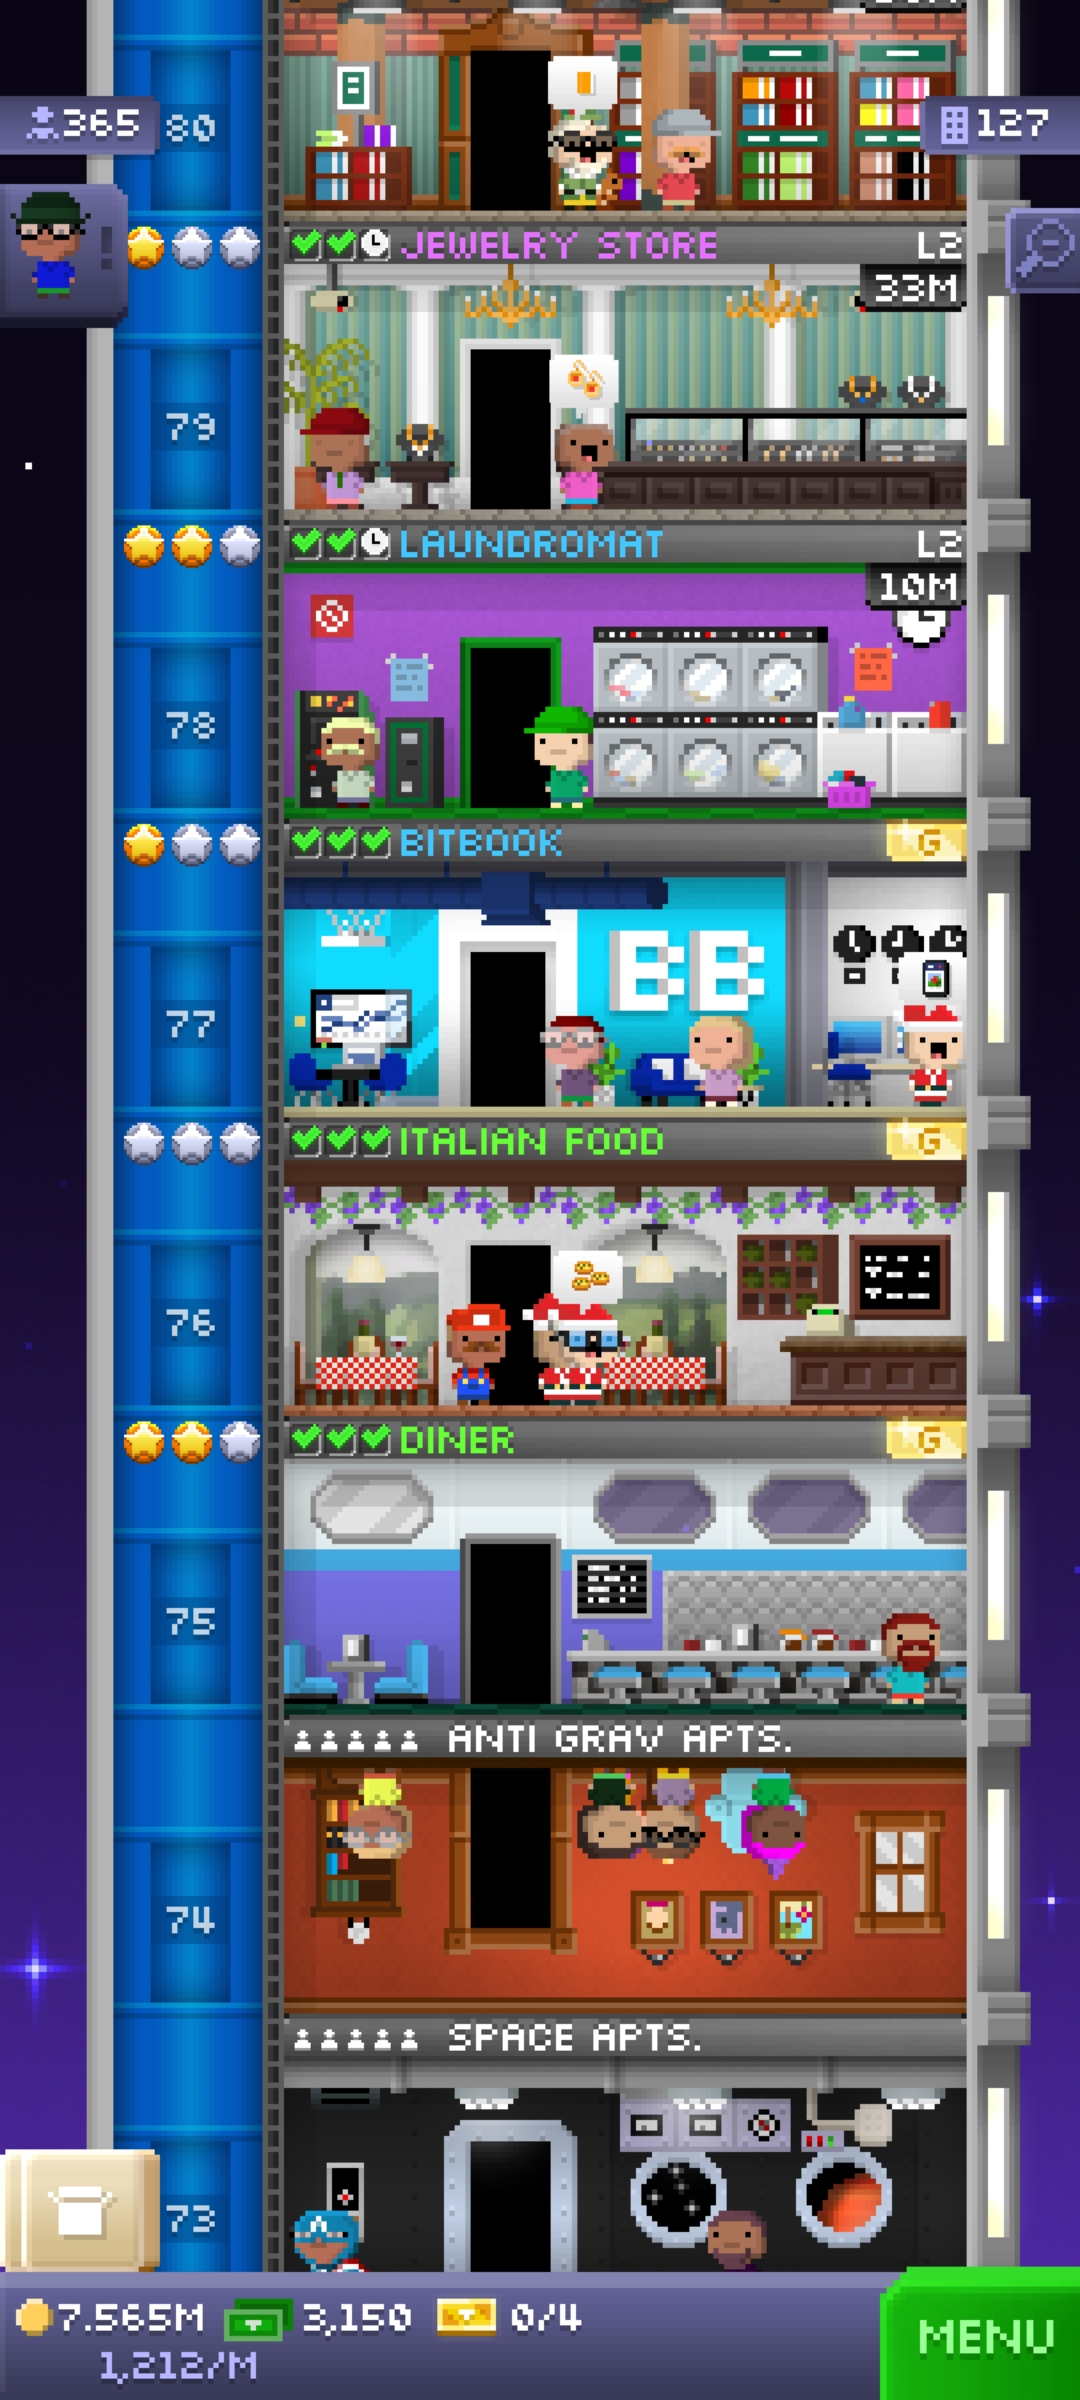 365
80
127
JEWELRY STORE
L2
33M
79
LAUNDROMAT
L2
10M
78
BITBOOK
G
BB
77
ITALIAN FOOD
G
76
DINER
G
75
ANTI GRAV APTS.
74
SPACE APTS.
73
7.565M
3,150
0/4
1,212/M
MENU